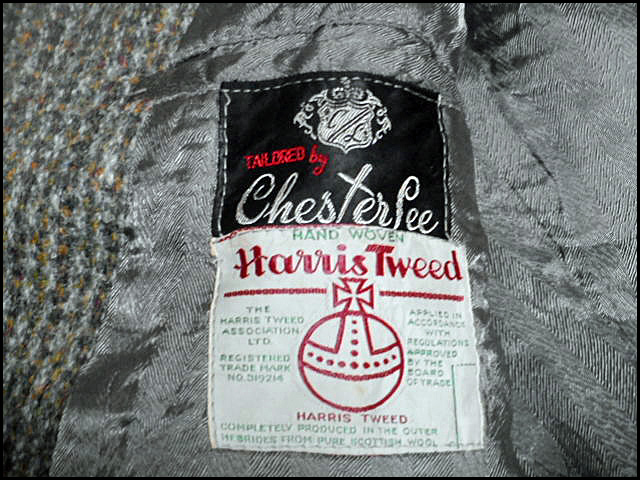 TAILORED by
ChesterLee
HAND WOVEN
Harris Tweed
THE
HARRIS TWEED
ASSOCIATION
LTD.
REGISTERED
TRADE MARK
NO. 319214
APPLIED IN
ACCORDANCE
WITH
REGULATIONS
APPROVED
BY THE
BOARD
OF TRADE
HARRIS TWEED
COMPLETELY PRODUCED IN THE OUTER
HEBRIDES FROM PURE SCOTTISH WOOL